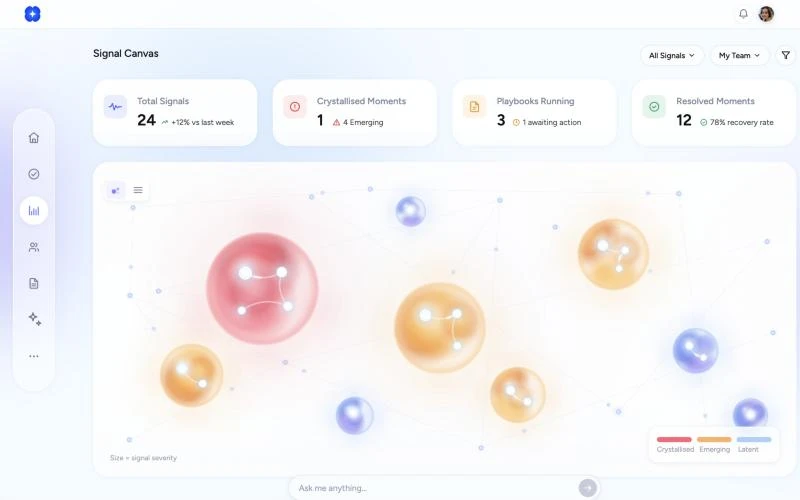 Signal Canvas
All Signals
My Team
Total Signals
24 +12% vs last week
Crystallised Moments
1 4 Emerging
Playbooks Running
3 1 awaiting action
Resolved Moments
12 78% recovery rate
Size = signal severity
Crystallised Emerging Latent
Ask me anything...